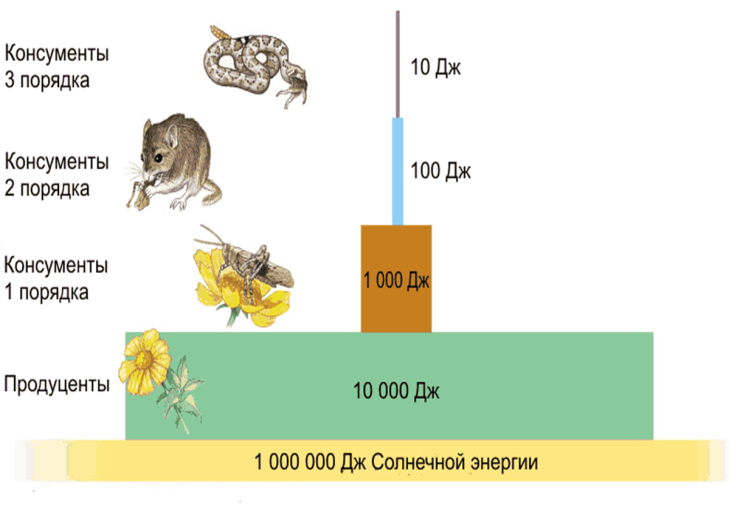 Консументы
3 порядка
10 Дж
Консументы
2 порядка
100 Дж
Консументы
1 порядка
1 000 Дж
Продуценты
10 000 Дж
1 000 000 Дж Солнечной энергии